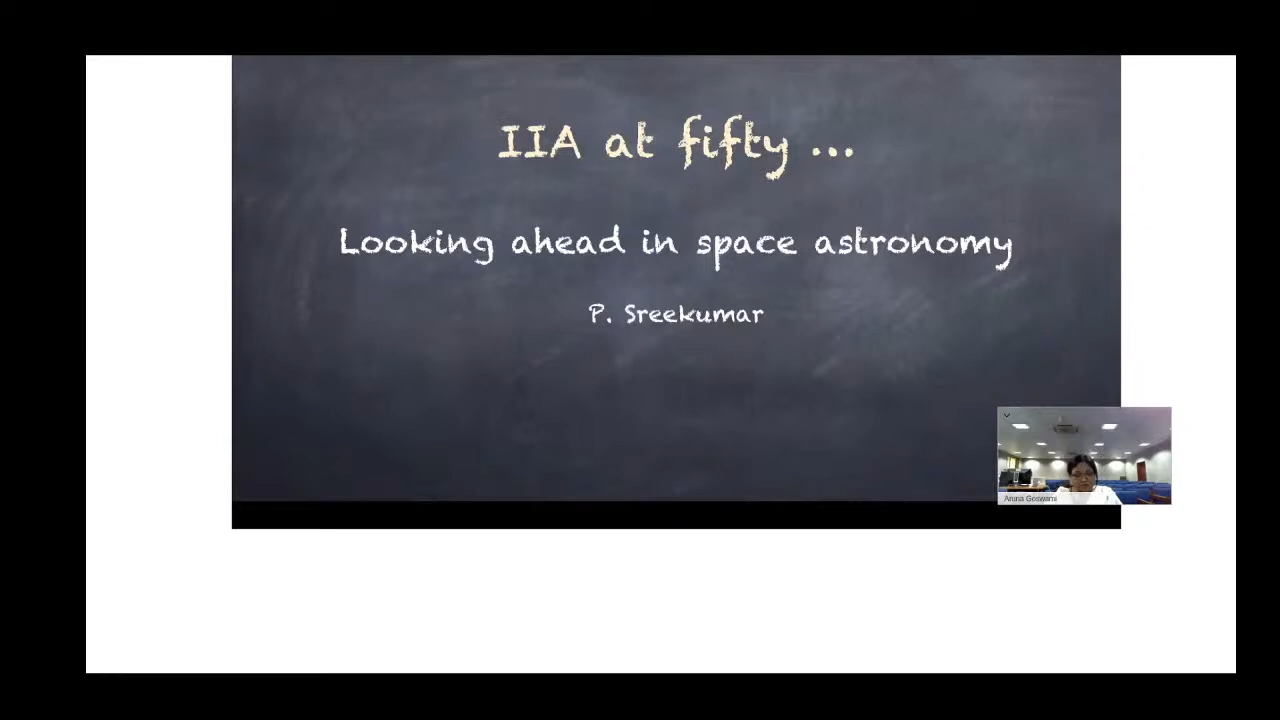 IIA at fifty ...
Looking ahead in space astronomy
P. Sreekumar
Aruna Goswami